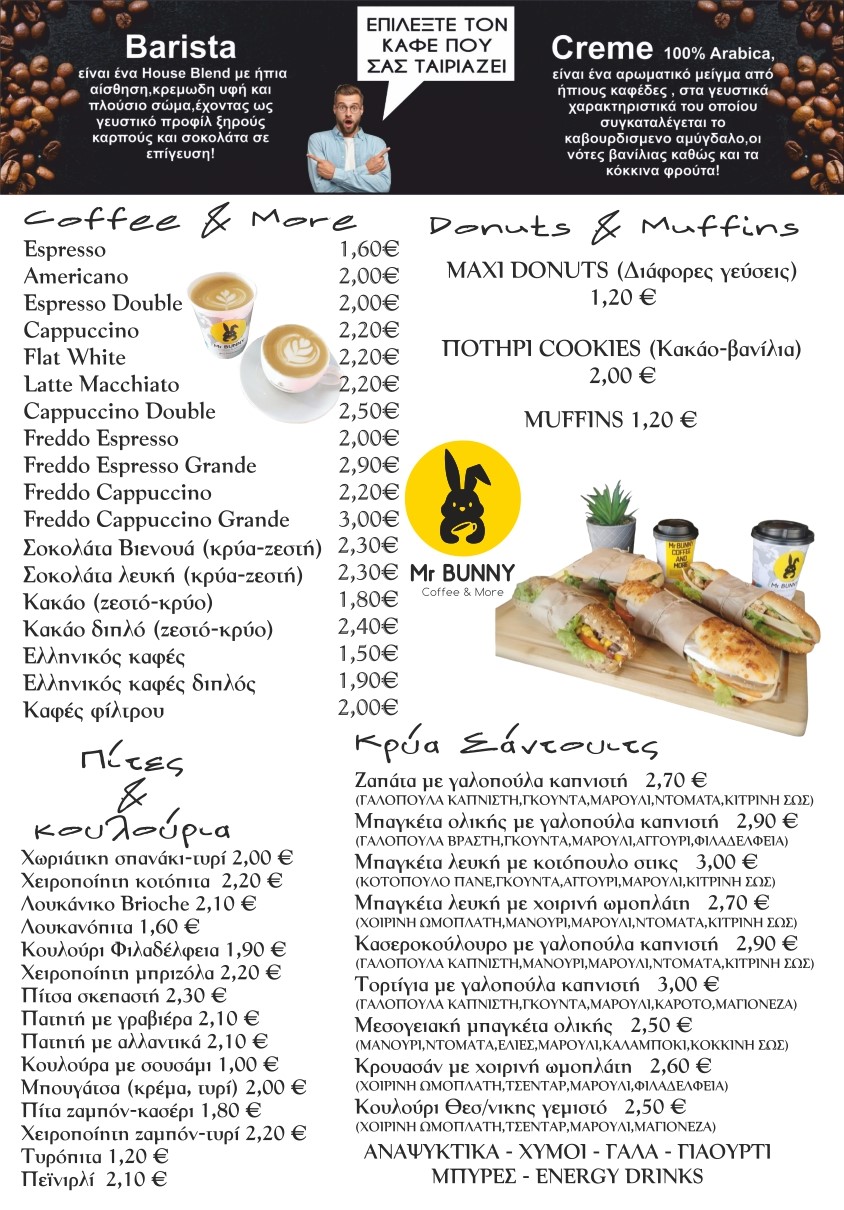 Barista
είναι ένα House Blend με ήπια
αίσθηση,κρεμωδη υφή και
πλούσιο σώμα,έχοντας ως
γευστικό προφίλ ξηρούς
καρπούς και σοκολάτα σε
επίγευση!
ΕΠΙΛΕΞΤΕ ΤΟΝ
ΚΑΦΕ ΠΟΥ
ΣΑΣ ΤΑΙΡΙΑΖΕΙ
Creme 100% Arabica,
είναι ένα αρωματικό μείγμα από
ήπιους καφέδες , στα γευστικά
χαρακτηριστικά του οποίου
συγκαταλέγεται το
καβουρδισμενο αμύγδαλο,οι
νότες βανίλιας καθώς και τα
κόκκινα φρούτα!
Coffee & More
Espresso 1,60€
Americano 2,00€
Espresso Double 2,00€
Cappuccino 2,20€
Flat White 2,20€
Latte Macchiato 2,20€
Cappuccino Double 2,50€
Freddo Espresso 2,00€
Freddo Espresso Grande 2,90€
Freddo Cappuccino 2,20€
Freddo Cappuccino Grande 3,00€
Σοκολάτα Βιενουά (κρύα-ζεστή) 2,30€
Σοκολάτα λευκή (κρύα-ζεστή) 2,30€
Κακάο (ζεστό-κρύο) 1,80€
Κακάο διπλό (ζεστό-κρύο) 2,40€
Ελληνικός καφές 1,50€
Ελληνικός καφές διπλός 1,90€
Καφές φίλτρου 2,00€
Mr BUNNY
Donuts & Muffins
MAXI DONUTS (Διάφορες γεύσεις)
1,20 €
ΠΟΤΗΡΙ COOKIES (Κακάο-βανίλια)
2,00 €
MUFFINS 1,20 €
Mr BUNNY
Coffee & More
Mr BUNNY
COFFEE
AND
MORE
Mr BUNNY
Πίτες
&
κουλούρια
Χωριάτικη σπανάκι-τυρί 2,00 €
Χειροποίητη κοτόπιτα 2,20 €
Λουκάνικο Brioche 2,10 €
Λουκανόπιτα 1,60 €
Κουλούρι Φιλαδέλφεια 1,90 €
Χειροποίητη μπριζόλα 2,20 €
Πίτσα σκεπαστή 2,30 €
Πατητή με γραβιέρα 2,10 €
Πατητή με αλλαντικά 2,10 €
Κουλούρα με σουσάμι 1,00 €
Μπουγάτσα (κρέμα, τυρί) 2,00 €
Πίτα ζαμπόν-κασέρι 1,80 €
Χειροποίητη ζαμπόν-τυρί 2,20 €
Τυρόπιτα 1,20 €
Πεϊνιρλί 2,10 €
Κρύα Σάντουιτς
Ζαπάτα με γαλοπούλα καπνιστή 2,70 €
(ΓΑΛΟΠΟΥΛΑ ΚΑΠΝΙΣΤΗ,ΓΚΟΥΝΤΑ,ΜΑΡΟΥΛΙ,ΝΤΟΜΑΤΑ,ΚΙΤΡΙΝΗ ΣΩΣ)
Μπαγκέτα ολικής με γαλοπούλα καπνιστή 2,90 €
(ΓΑΛΟΠΟΥΛΑ ΒΡΑΣΤΗ,ΓΚΟΥΝΤΑ,ΜΑΡΟΥΛΙ,ΑΓΓΟΥΡΙ,ΦΙΛΑΔΕΛΦΕΙΑ)
Μπαγκέτα λευκή με κοτόπουλο στικς 3,00 €
(ΚΟΤΟΠΟΥΛΟ ΠΑΝΕ,ΓΚΟΥΝΤΑ,ΑΓΓΟΥΡΙ,ΜΑΡΟΥΛΙ,ΚΙΤΡΙΝΗ ΣΩΣ)
Μπαγκέτα λευκή με χοιρινή ωμοπλάτη 2,70 €
(ΧΟΙΡΙΝΗ ΩΜΟΠΛΑΤΗ,ΜΑΝΟΥΡΙ,ΜΑΡΟΥΛΙ,ΝΤΟΜΑΤΑ,ΚΙΤΡΙΝΗ ΣΩΣ)
Κασεροκούλουρο με γαλοπούλα καπνιστή 2,90 €
(ΓΑΛΟΠΟΥΛΑ ΚΑΠΝΙΣΤΗ,ΜΑΝΟΥΡΙ,ΜΑΡΟΥΛΙ,ΝΤΟΜΑΤΑ,ΚΙΤΡΙΝΗ ΣΩΣ)
Τορτίγια με γαλοπούλα καπνιστή 3,00 €
(ΓΑΛΟΠΟΥΛΑ ΚΑΠΝΙΣΤΗ,ΓΚΟΥΝΤΑ,ΜΑΡΟΥΛΙ,ΚΑΡΟΤΟ,ΜΑΓΙΟΝΕΖΑ)
Μεσογειακή μπαγκέτα ολικής 2,50 €
(ΜΑΝΟΥΡΙ,ΝΤΟΜΑΤΑ,ΕΛΙΕΣ,ΜΑΡΟΥΛΙ,ΚΑΛΑΜΠΟΚΙ,ΚΟΚΚΙΝΗ ΣΩΣ)
Κρουασάν με χοιρινή ωμοπλάτη 2,60 €
(ΧΟΙΡΙΝΗ ΩΜΟΠΛΑΤΗ,ΤΣΕΝΤΑΡ,ΜΑΡΟΥΛΙ,ΦΙΛΑΔΕΛΦΕΙΑ)
Κουλούρι Θεσ/νικης γεμιστό 2,50 €
(ΧΟΙΡΙΝΗ ΩΜΟΠΛΑΤΗ,ΤΣΕΝΤΑΡ,ΜΑΡΟΥΛΙ,ΜΑΓΙΟΝΕΖΑ)
ΑΝΑΨΥΚΤΙΚΑ - ΧΥΜΟΙ - ΓΑΛΑ - ΓΙΑΟΥΡΤΙ
ΜΠΥΡΕΣ - ENERGY DRINKS